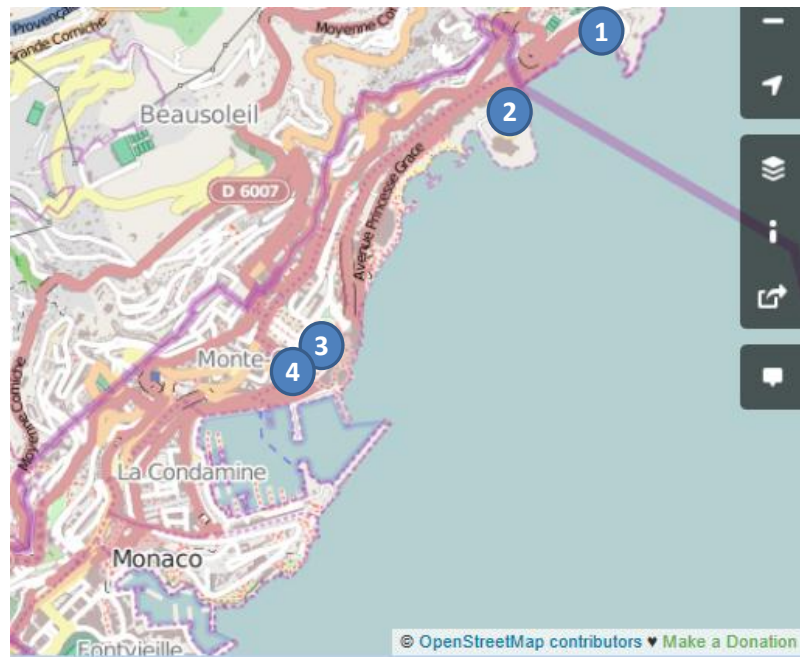 Provença
Grande Corniche
Moyenne Cor
1
Beausoleil
2
D 6007
Avenue Princesse Grace
3
Monte-
4
Moyenne Corniche
La Condamine
Monaco
Fontvieille
© OpenStreetMap contributors ♥ Make a Donation